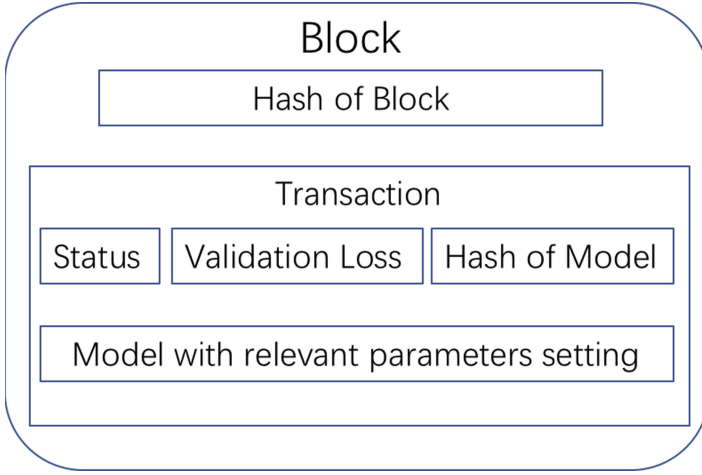 Block
Hash of Block
Transaction
Status
Validation Loss
Hash of Model
Model with relevant parameters setting